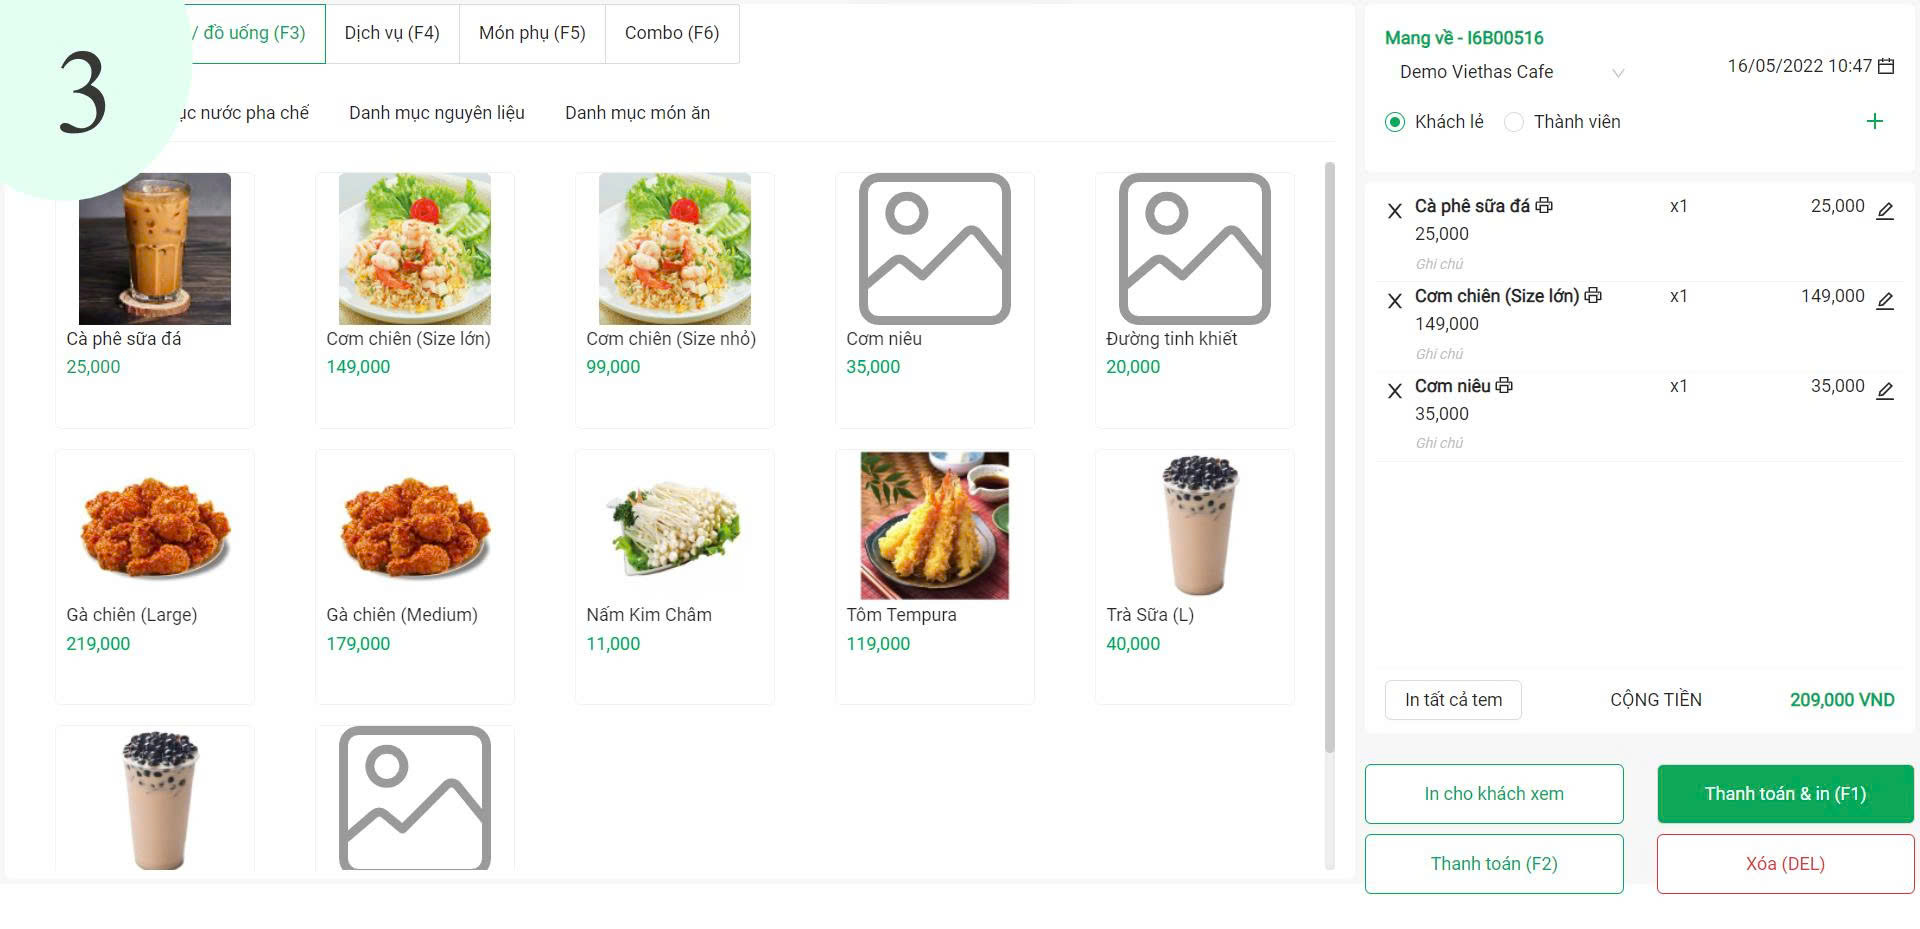 3
/ đồ uống (F3)
Dịch vụ (F4)
Món phụ (F5)
Combo (F6)
nước pha chế
Danh mục nguyên liệu
Danh mục món ăn
Cà phê sữa đá
25,000
Cơm chiên (Size lớn)
149,000
Cơm chiên (Size nhỏ)
99,000
Cơm niêu
35,000
Đường tinh khiết
20,000
Gà chiên (Large)
219,000
Gà chiên (Medium)
179,000
Nấm Kim Châm
11,000
Tôm Tempura
119,000
Trà Sữa (L)
40,000
Mang về - I6B00516
Demo Viethas Cafe
16/05/2022 10:47
Khách lẻ
Thành viên
+
X Cà phê sữa đá x1 25,000
25,000
Ghi chú
X Cơm chiên (Size lớn) x1 149,000
149,000
Ghi chú
X Cơm niêu x1 35,000
35,000
Ghi chú
In tất cả tem
CỘNG TIỀN
209,000 VND
In cho khách xem
Thanh toán & in (F1)
Thanh toán (F2)
Xóa (DEL)